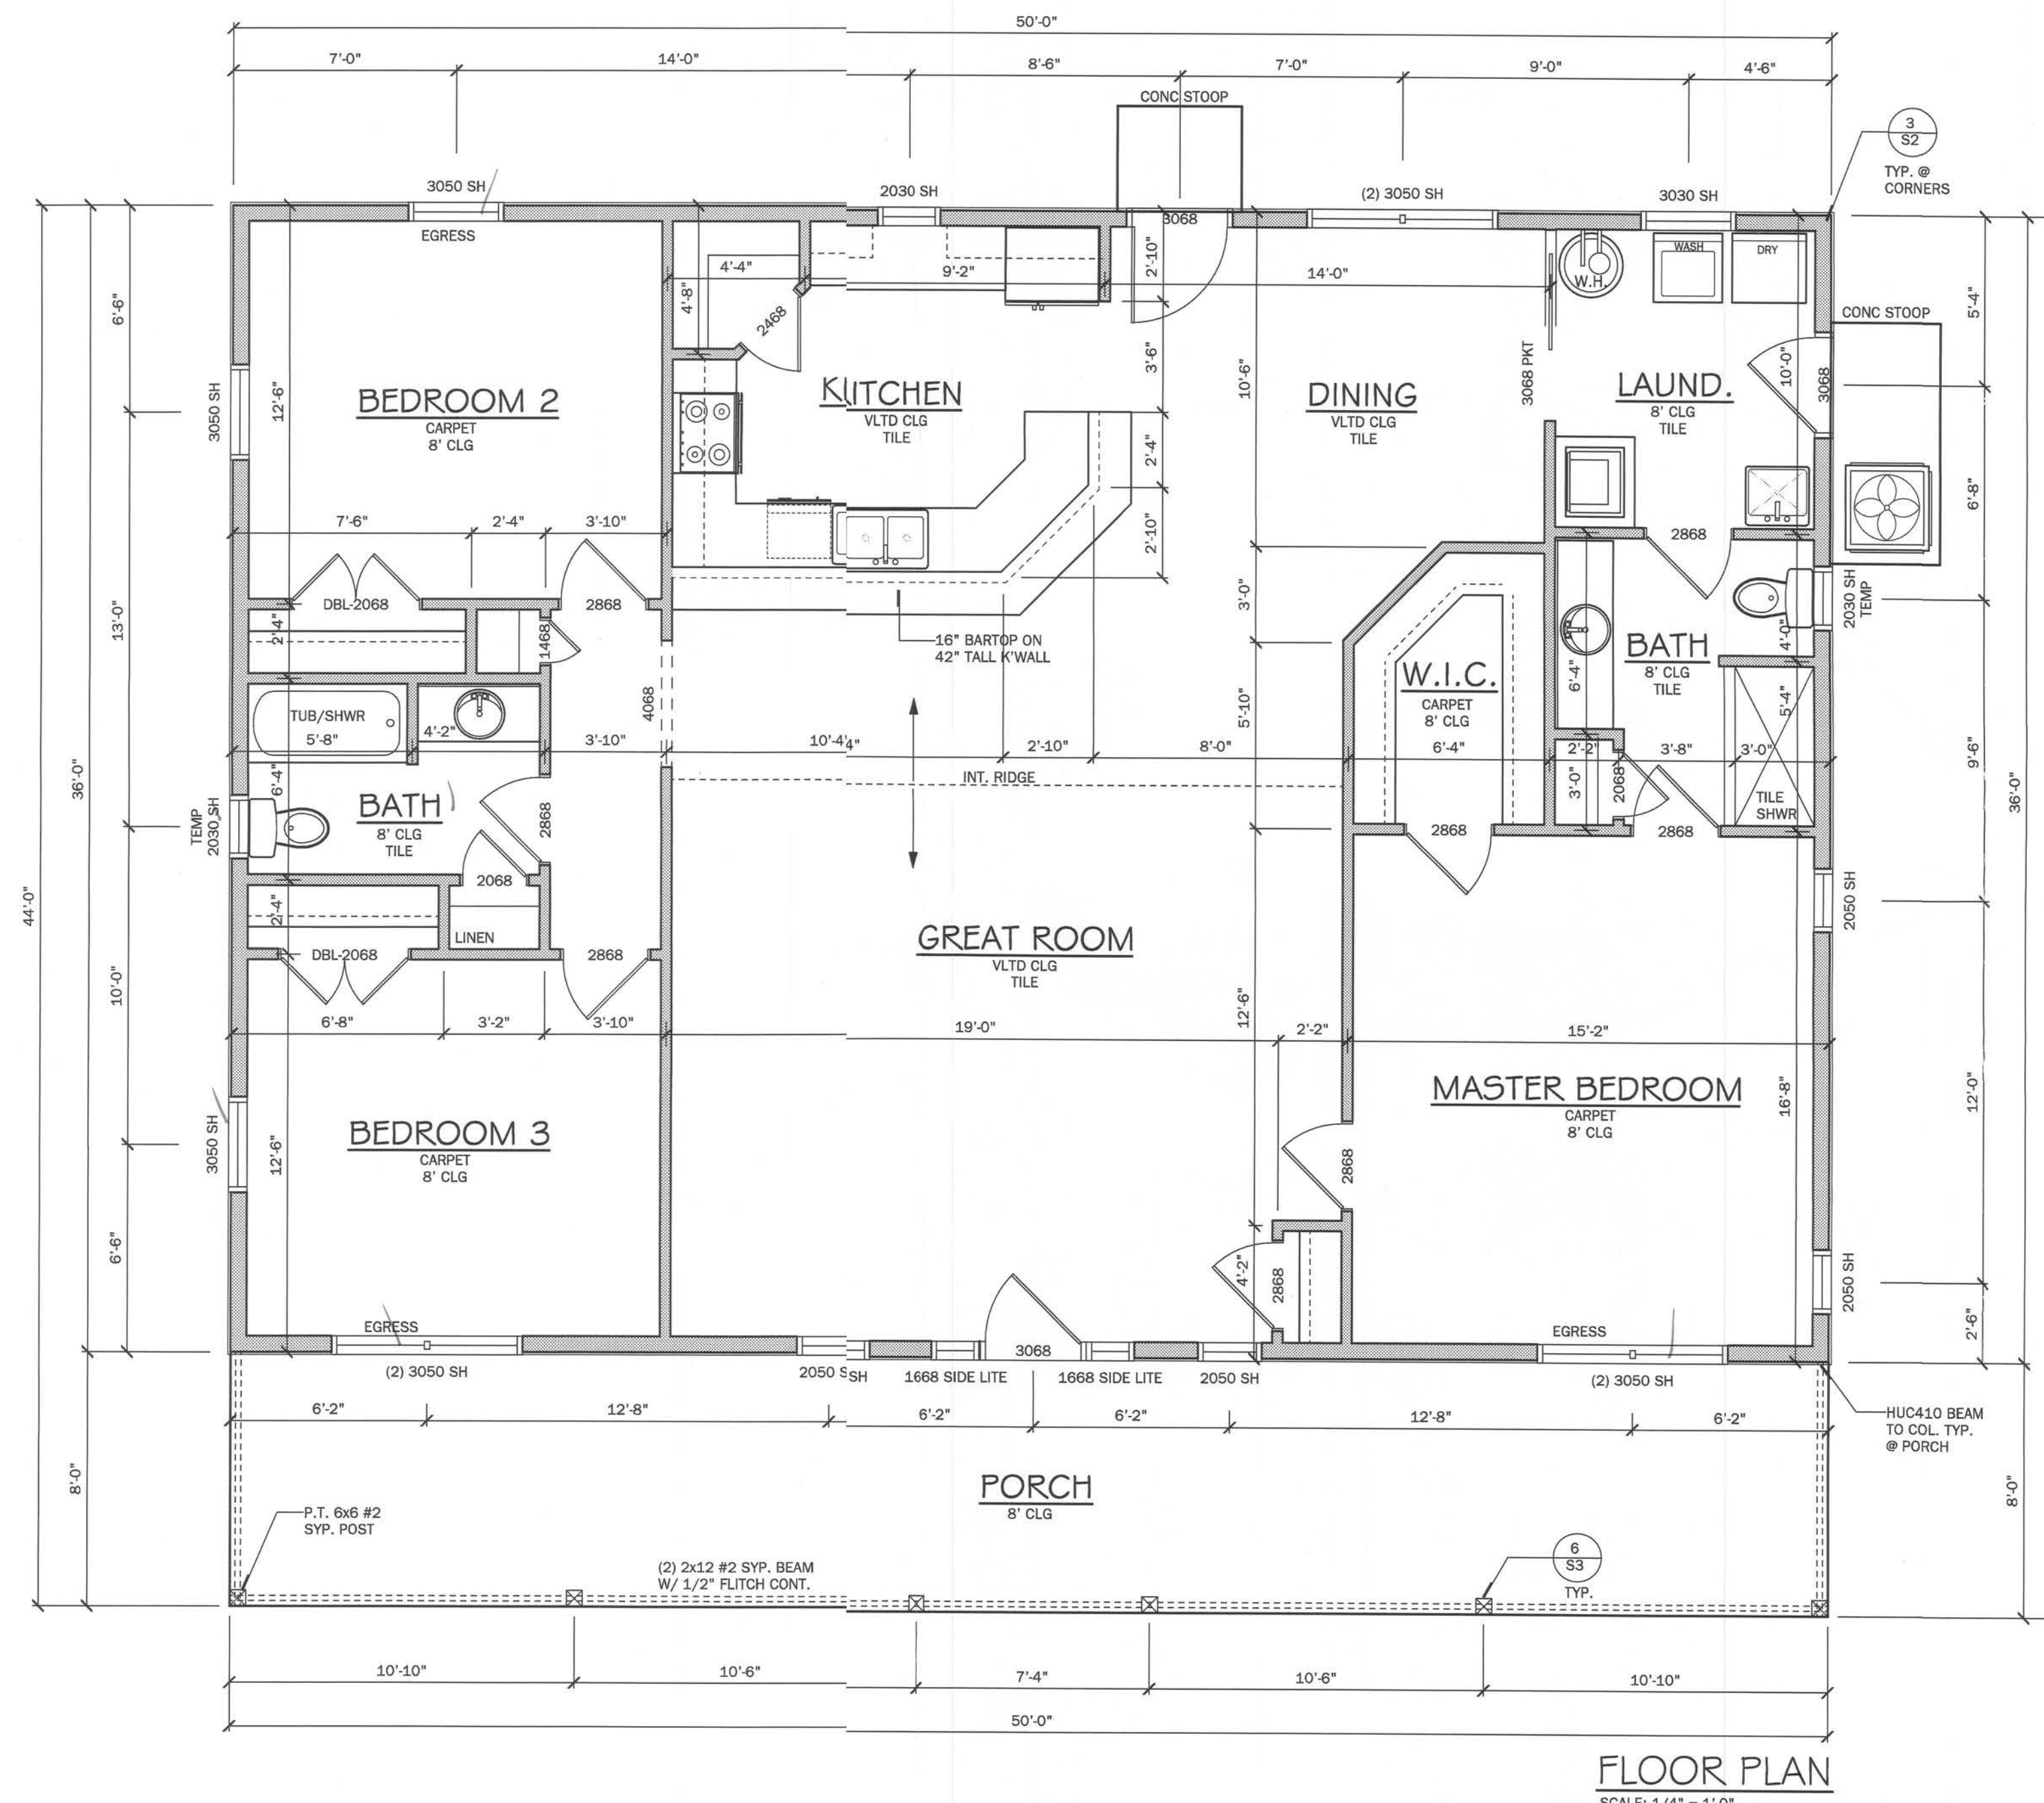 50'-0"
7'-0"
14'-0"
8'-6"
7'-0"
9'-0"
4'-6"
CONC STOOP
3
S2
TYP. @
CORNERS
3050 SH
2030 SH
(2) 3050 SH
3030 SH
EGRESS
3068
WASH
DRY
W.H.
4'-4"
9'-2"
2'-10"
14'-0"
4'-8"
2468
6'-6"
12'-6"
3050 SH
BEDROOM 2
CARPET
8' CLG
KITCHEN
VLTD CLG
TILE
3'-6"
10'-6"
DINING
VLTD CLG
TILE
3068 PKT
LAUND.
8' CLG
TILE
10'-0"
3068
CONC STOOP
5'-4"
2'-4"
2'-10"
6'-8"
7'-6"
2'-4"
3'-10"
2868
DBL-2068
2868
1468
2'-4"
13'-0"
3'-0"
16" BARTOP ON
42" TALL K'WALL
2030 SH
TEMP
4'-0"
BATH
8' CLG
TILE
6'-4"
W.I.C.
CARPET
8' CLG
6'-4"
4068
TUB/SHWR
5'-8"
4'-2"
3'-10"
10'-4"
4"
2'-10"
8'-0"
5'-10"
2'-2"
3'-8"
3'-0"
5'-4"
9'-6"
INT. RIDGE
3'-0"
2068
TILE
SHWR
36'-0"
36'-0"
6'-4"
BATH
8' CLG
TILE
2868
TEMP
2030 SH
2868
2868
2068
2'-4"
LINEN
2050 SH
44'-0"
DBL-2068
2868
GREAT ROOM
VLTD CLG
TILE
10'-0"
12'-6"
6'-8"
3'-2"
3'-10"
19'-0"
2'-2"
15'-2"
MASTER BEDROOM
CARPET
8' CLG
16'-8"
12'-0"
3050 SH
12'-6"
BEDROOM 3
CARPET
8' CLG
2868
6'-6"
4'-2"
2868
2050 SH
EGRESS
EGRESS
2'-6"
3068
(2) 3050 SH
2050 S
SH
1668 SIDE LITE
1668 SIDE LITE
2050 SH
(2) 3050 SH
6'-2"
12'-8"
6'-2"
6'-2"
12'-8"
6'-2"
HUC410 BEAM
TO COL. TYP.
@ PORCH
8'-0"
PORCH
8' CLG
8'-0"
P.T. 6x6 #2
SYP. POST
(2) 2x12 #2 SYP. BEAM
W/ 1/2" FLITCH CONT.
6
S3
TYP.
10'-10"
10'-6"
7'-4"
10'-6"
10'-10"
50'-0"
FLOOR PLAN
SCALE: 1/4" = 1'-0"